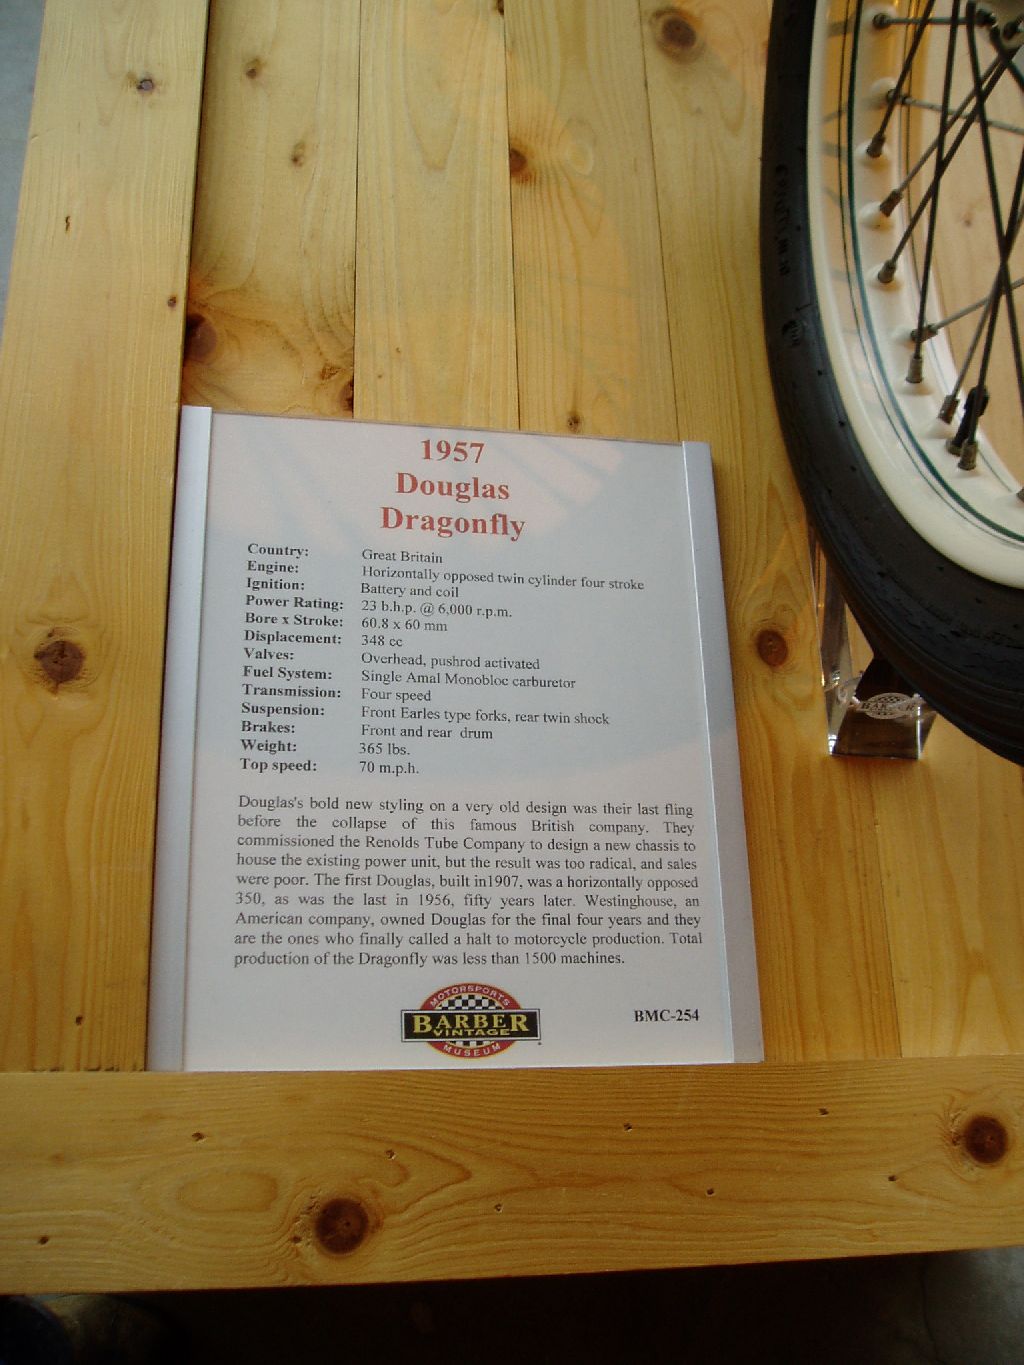 1957
Douglas
Dragonfly
Country: Great Britain
Engine: Horizontally opposed twin cylinder four stroke
Ignition: Battery and coil
Power Rating: 23 b.h.p. @ 6,000 r.p.m.
Bore x Stroke: 60.8 x 60 mm
Displacement: 348 cc
Valves: Overhead, pushrod activated
Fuel System: Single Amal Monobloc carburetor
Transmission: Four speed
Suspension: Front Earles type forks, rear twin shock
Brakes: Front and rear drum
Weight: 365 lbs.
Top speed: 70 m.p.h.
Douglas's bold new styling on a very old design was their last fling
before the collapse of this famous British company. They
commissioned the Renolds Tube Company to design a new chassis to
house the existing power unit, but the result was too radical, and sales
were poor. The first Douglas, built in1907, was a horizontally opposed
350, as was the last in 1956, fifty years later. Westinghouse, an
American company, owned Douglas for the final four years and they
are the ones who finally called a halt to motorcycle production. Total
production of the Dragonfly was less than 1500 machines.
MOTORSPORTS
BARBER
VINTAGE
MUSEUM
BMC-254
BARBER